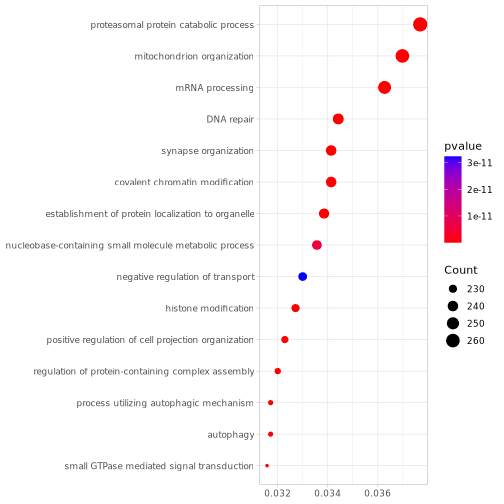 proteasomal protein catabolic process
mitochondrion organization
mRNA processing
DNA repair
synapse organization
covalent chromatin modification
establishment of protein localization to organelle
nucleobase-containing small molecule metabolic process
negative regulation of transport
histone modification
positive regulation of cell projection organization
regulation of protein-containing complex assembly
process utilizing autophagic mechanism
autophagy
small GTPase mediated signal transduction
0.032 0.034 0.036
pvalue
3e-11
2e-11
1e-11
Count
230
240
250
260